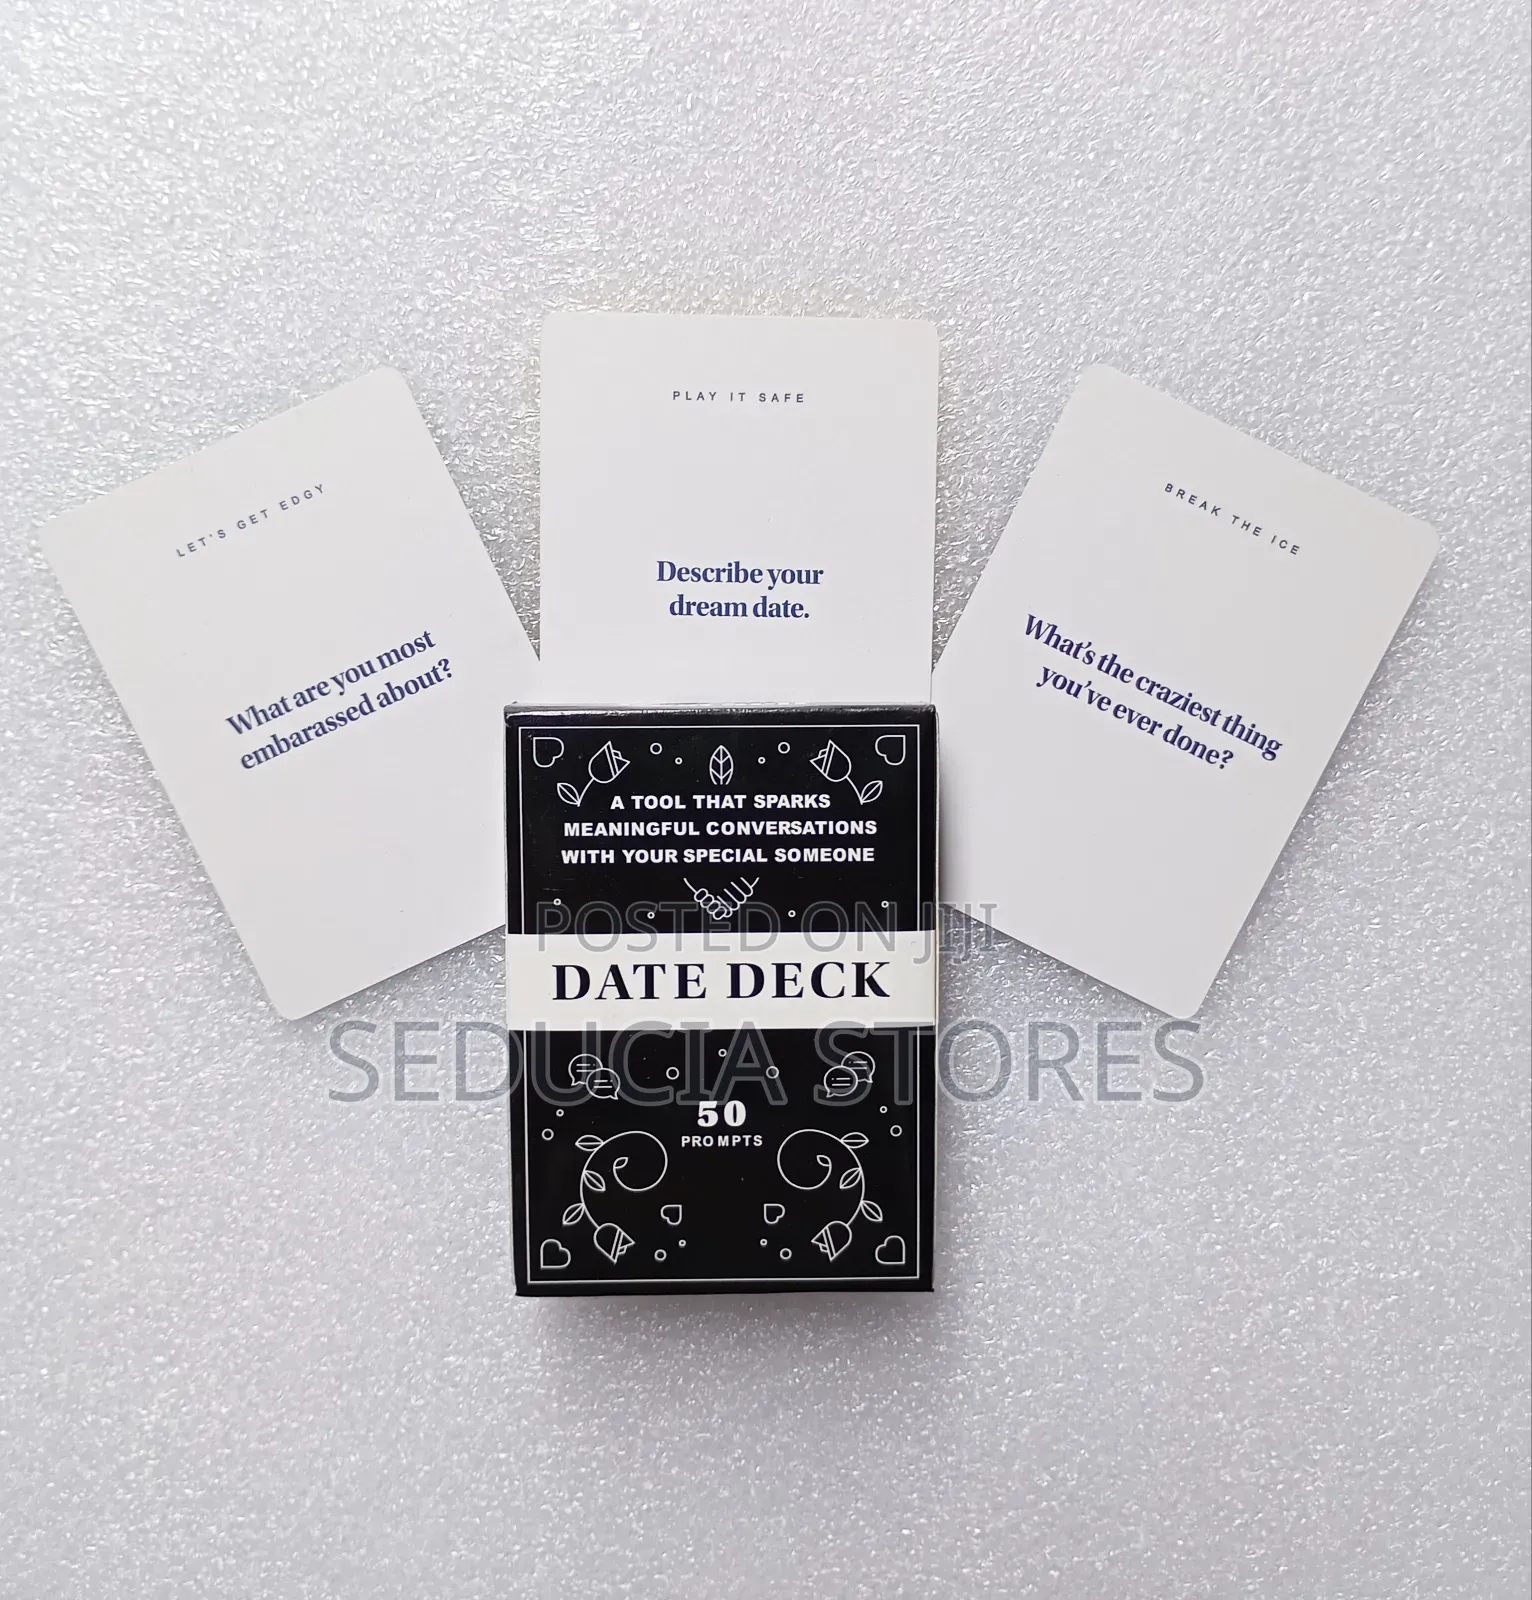 LET'S GET EDGY
What are you most
embarassed about?
PLAY IT SAFE
Describe your
dream date.
BREAK THE ICE
What's the craziest thing
you've ever done?
A TOOL THAT SPARKS
MEANINGFUL CONVERSATIONS
WITH YOUR SPECIAL SOMEONE
POSTED ON JIJI
DATE DECK
SEDUCIA STORES
50
PROMPTS